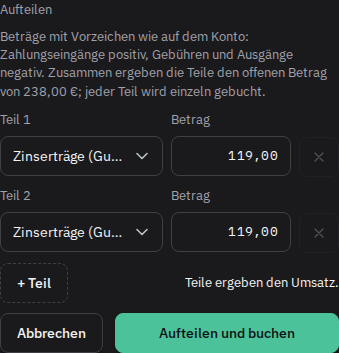 Aufteilen
Beträge mit Vorzeichen wie auf dem Konto:
Zahlungseingänge positiv, Gebühren und Ausgänge
negativ. Zusammen ergeben die Teile den offenen Betrag
von 238,00 €; jeder Teil wird einzeln gebucht.
Teil 1 Betrag
Zinserträge (Gu... 119,00
Teil 2 Betrag
Zinserträge (Gu... 119,00
+ Teil Teile ergeben den Umsatz.
Abbrechen Aufteilen und buchen